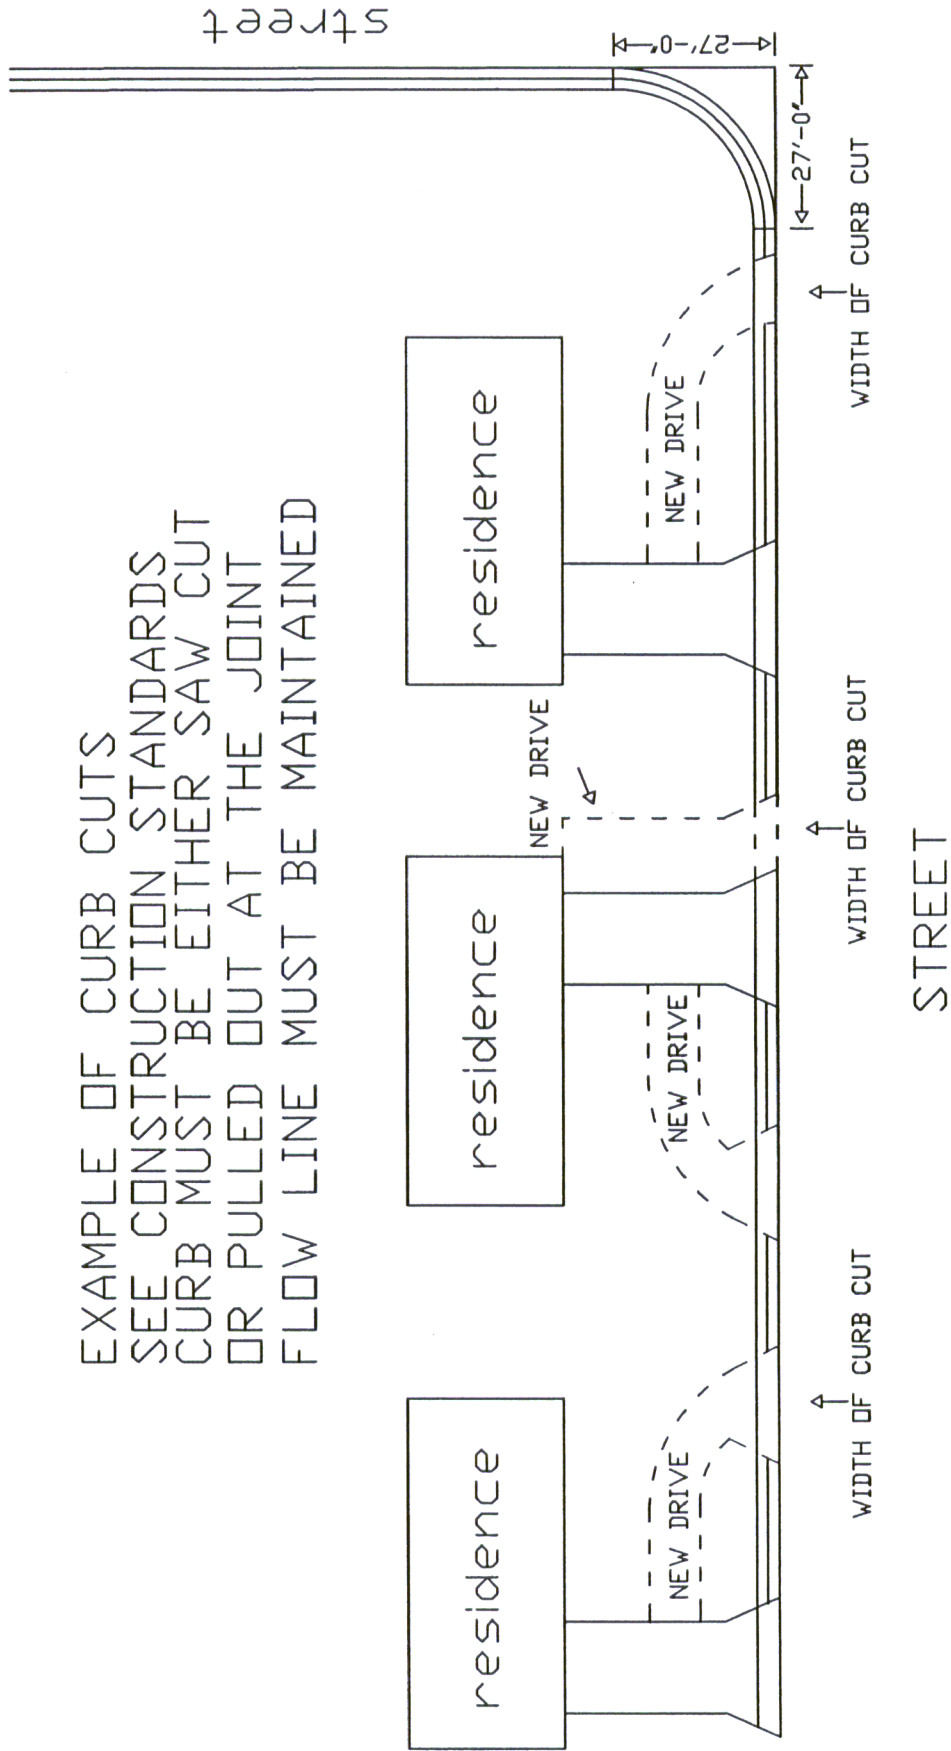 EXAMPLE OF CURB CUTS
SEE CONSTRUCTION STANDARDS
CURB MUST BE EITHER SAW CUT
OR PULLED OUT AT THE JOINT
FLOW LINE MUST BE MAINTAINED
street
residence
residence
residence
NEW DRIVE
NEW DRIVE
NEW DRIVE
NEW DRIVE
27'-0"
27'-0"
WIDTH OF CURB CUT
WIDTH OF CURB CUT
WIDTH OF CURB CUT
STREET